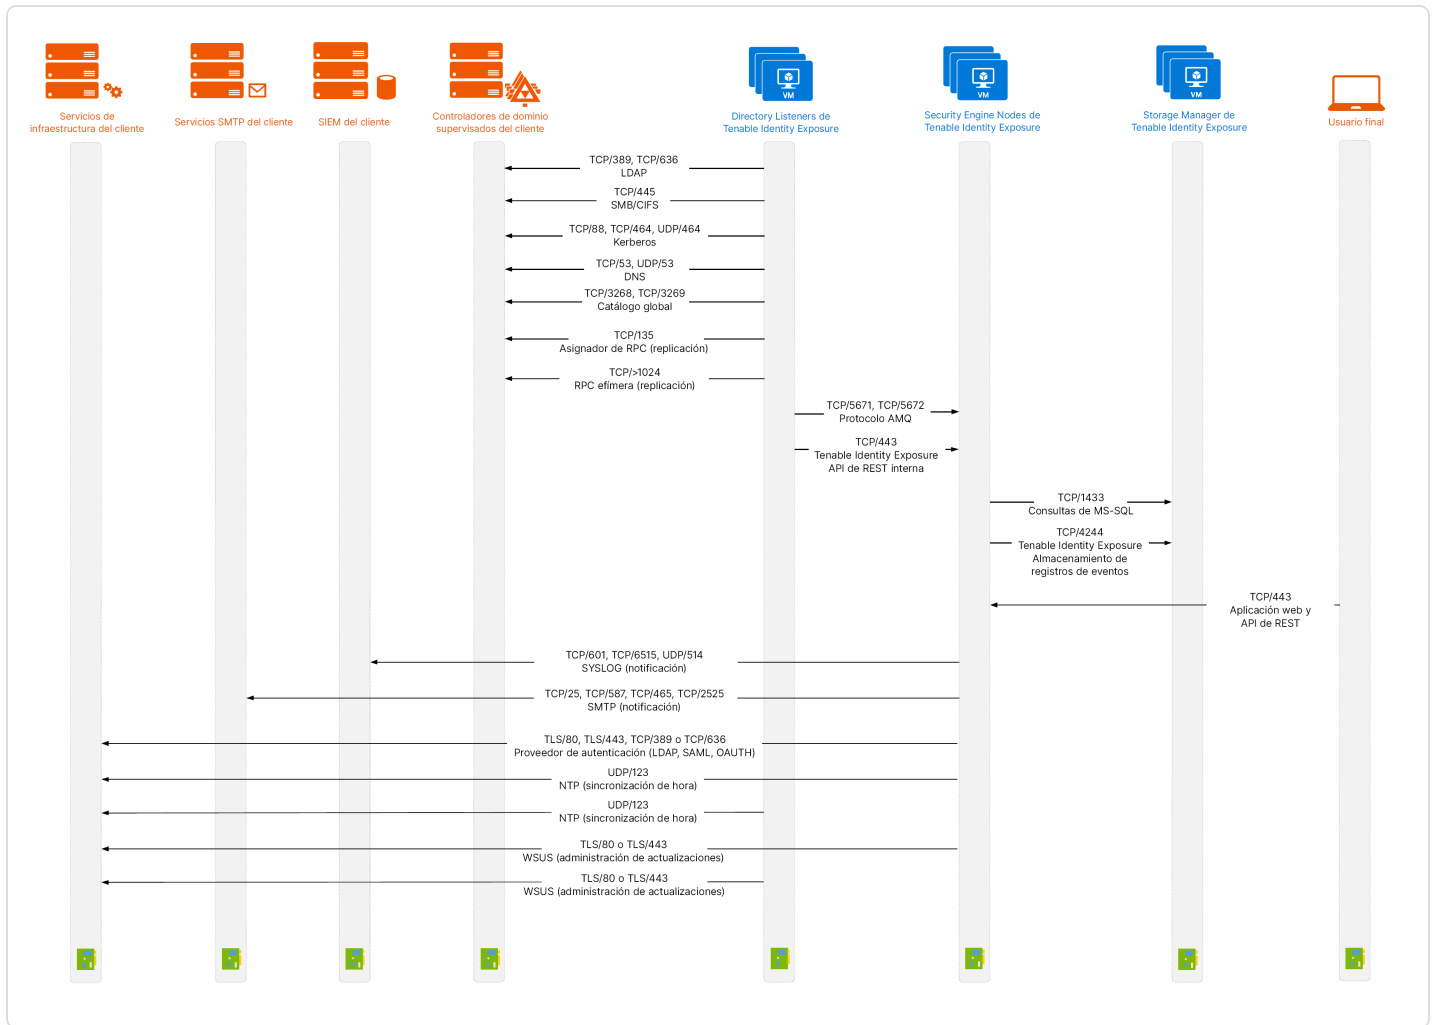 Servicios de
infraestructura del cliente
Servicios SMTP del cliente
SIEM del cliente
Controladores de dominio
supervisados del cliente
VM
Directory Listeners de
Tenable Identity Exposure
VM
Security Engine Nodes de
Tenable Identity Exposure
VM
Storage Manager de
Tenable Identity Exposure
Usuario final
TCP/389, TCP/636
LDAP
TCP/445
SMB/CIFS
TCP/88, TCP/464, UDP/464
Kerberos
TCP/53, UDP/53
DNS
TCP/3268, TCP/3269
Catálogo global
TCP/135
Asignador de RPC (replicación)
TCP/>1024
RPC efímera (replicación)
TCP/5671, TCP/5672
Protocolo AMQ
TCP/443
Tenable Identity Exposure
API de REST interna
TCP/1433
Consultas de MS-SQL
TCP/4244
Tenable Identity Exposure
Almacenamiento de
registros de eventos
TCP/443
Aplicación web y
API de REST
TCP/601, TCP/6515, UDP/514
SYSLOG (notificación)
TCP/25, TCP/587, TCP/465, TCP/2525
SMTP (notificación)
TLS/80, TLS/443, TCP/389 o TCP/636
Proveedor de autenticación (LDAP, SAML, OAUTH)
UDP/123
NTP (sincronización de hora)
UDP/123
NTP (sincronización de hora)
TLS/80 o TLS/443
WSUS (administración de actualizaciones)
TLS/80 o TLS/443
WSUS (administración de actualizaciones)